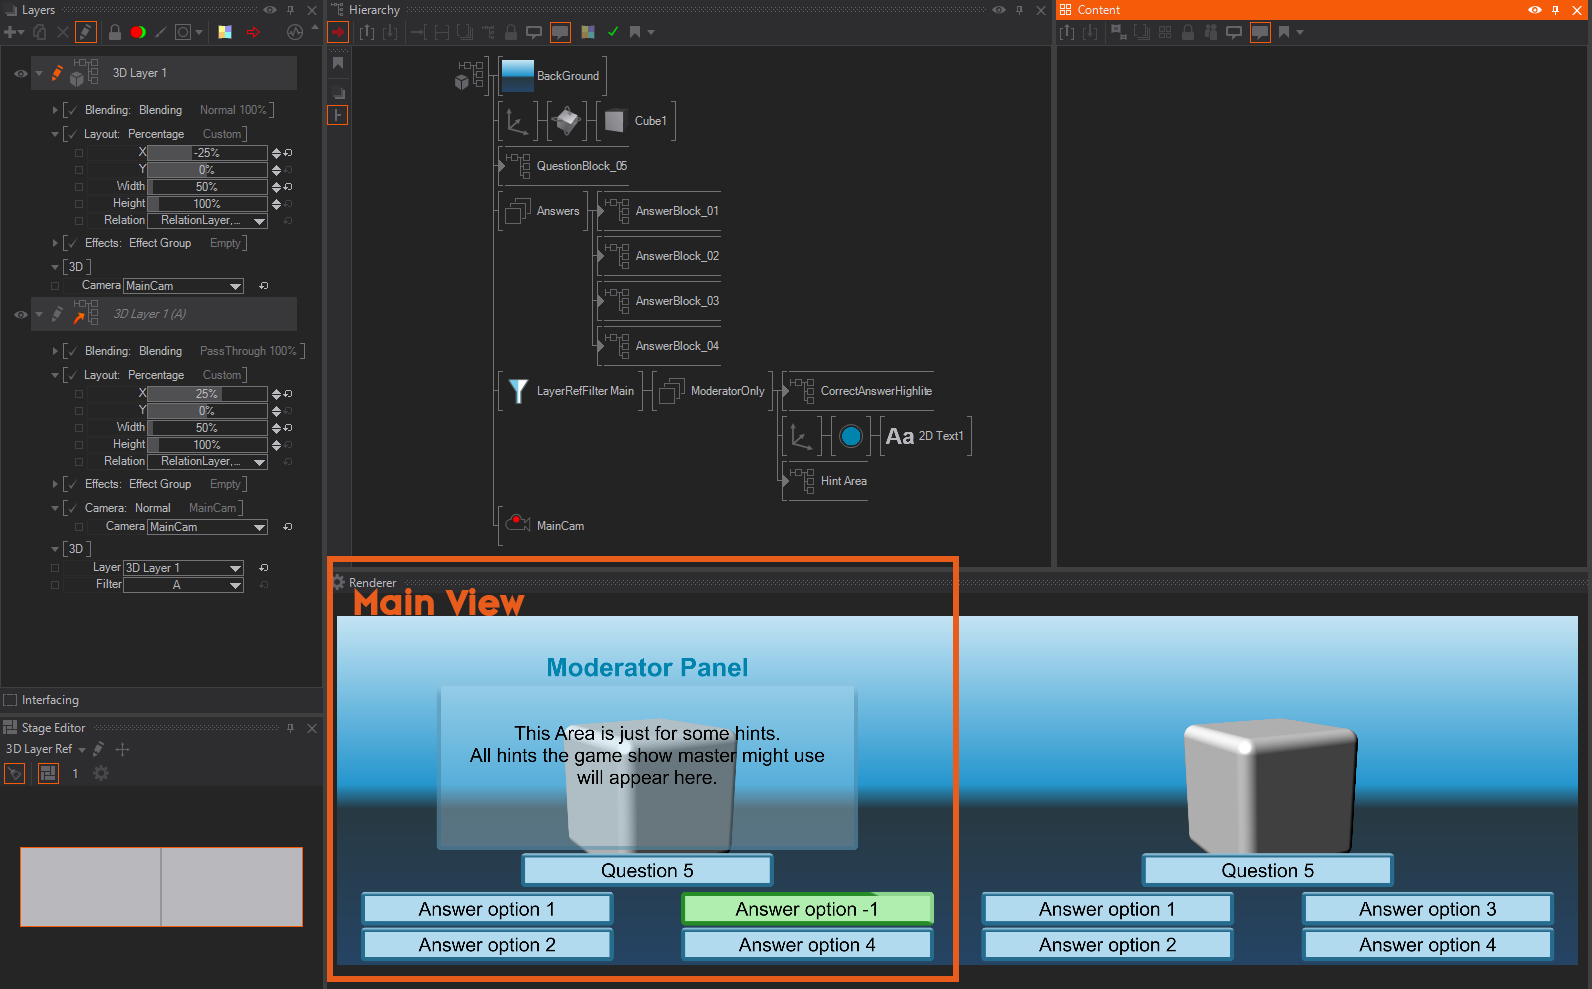 Layers
3D Layer 1
Blending: Blending Normal 100%
Layout: Percentage Custom
X -25%
Y 0%
Width 50%
Height 100%
Relation RelationLayer,...
Effects: Effect Group Empty
3D
Camera MainCam
3D Layer 1 (A)
Blending: Blending PassThrough 100%
Layout: Percentage Custom
X 25%
Y 0%
Width 50%
Height 100%
Relation RelationLayer,...
Effects: Effect Group Empty
Camera: Normal MainCam
Camera MainCam
3D
Layer 3D Layer 1
Filter A
Interfacing
Stage Editor
3D Layer Ref
1
Hierarchy
BackGround
Cube1
QuestionBlock_05
Answers
AnswerBlock_01
AnswerBlock_02
AnswerBlock_03
AnswerBlock_04
LayerRefFilter Main
ModeratorOnly
CorrectAnswerHighlite
Aa 2D Text1
Hint Area
MainCam
Content
Renderer
Main View
Moderator Panel
This Area is just for some hints.
All hints the game show master might use
will appear here.
Question 5
Answer option 1
Answer option -1
Answer option 2
Answer option 4
Question 5
Answer option 1
Answer option 3
Answer option 2
Answer option 4